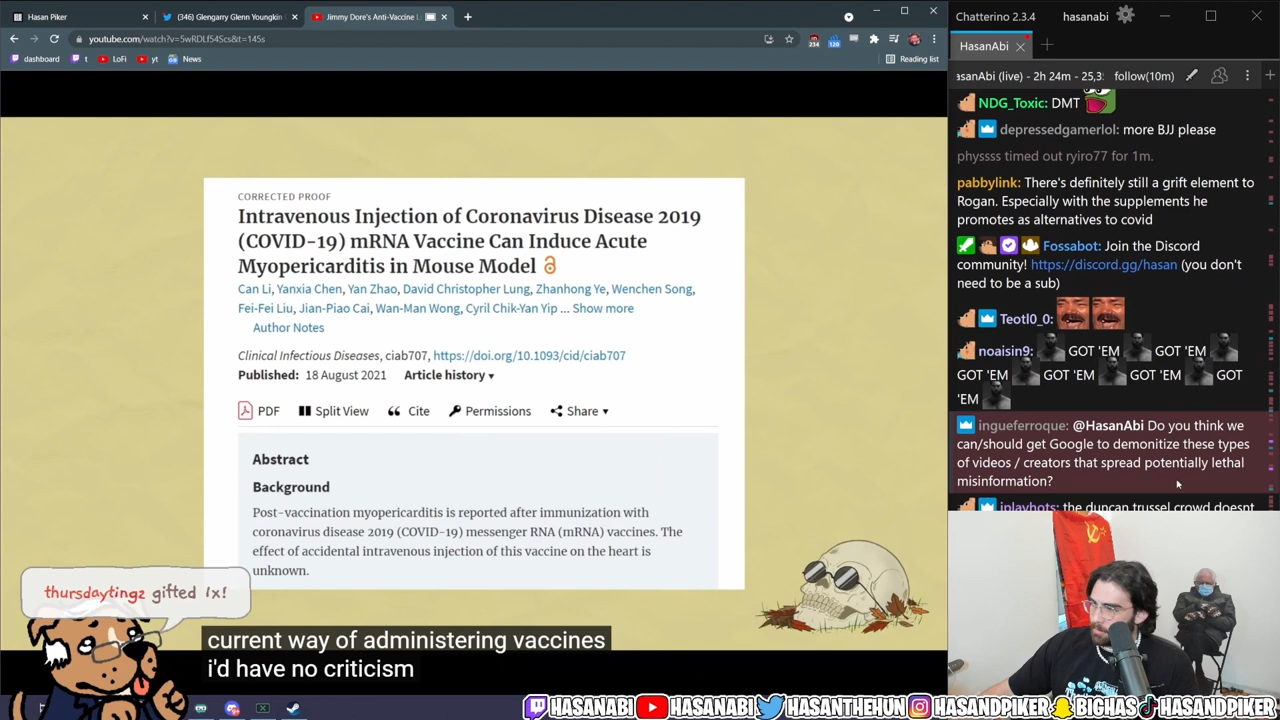 Hasan Piker
(346) Glengarry Glenn Youngkin
Jimmy Dore's Anti-Vaccine L
Chatterino 2.3.4
hasanabi
youtube.com/watch?v=5wRDLf54Scs&t=145s
234
120
HasanAbi
dashboard
t
LoFi
yt
News
Reading list
asanAbi (live) - 2h 24m - 25,3
follow(10m)
NDG_Toxic: DMT
depressedgamerlol: more BJJ please
physss timed out ryiro77 for 1m.
pabbylink: There's definitely still a grift element to
Rogan. Especially with the supplements he
promotes as alternatives to covid
Fossabot: Join the Discord
community! https://discord.gg/hasan (you don't
need to be a sub)
Teotl0_0:
noaisin9: GOT 'EM GOT 'EM
GOT 'EM GOT 'EM GOT 'EM GOT
'EM
ingueferroque: @HasanAbi Do you think we
can/should get Google to demonitize these types
of videos / creators that spread potentially lethal
misinformation?
iplayhots: the duncan trussel crowd doesnt
CORRECTED PROOF
Intravenous Injection of Coronavirus Disease 2019
(COVID-19) mRNA Vaccine Can Induce Acute
Myopericarditis in Mouse Model
Can Li, Yanxia Chen, Yan Zhao, David Christopher Lung, Zhanhong Ye, Wenchen Song,
Fei-Fei Liu, Jian-Piao Cai, Wan-Man Wong, Cyril Chik-Yan Yip ... Show more
Author Notes
Clinical Infectious Diseases, ciab707, https://doi.org/10.1093/cid/ciab707
Published: 18 August 2021 Article history
PDF Split View Cite Permissions Share
Abstract
Background
Post-vaccination myopericarditis is reported after immunization with
coronavirus disease 2019 (COVID-19) messenger RNA (mRNA) vaccines. The
effect of accidental intravenous injection of this vaccine on the heart is
unknown.
thursdaytingz gifted 1x!
current way of administering vaccines
i'd have no criticism
HASANABI HASANABI HASANTHEHUN HASANDPIKER BIGHAS HASANDPIKER